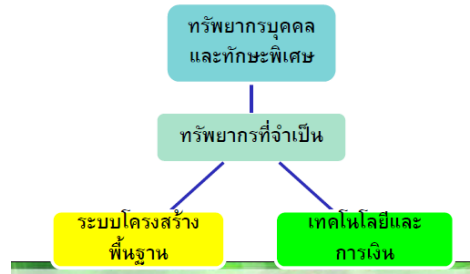 ทรัพยากรบุคคล
และทักษะพิเศษ
ทรัพยากรที่จำเป็น
ระบบโครงสร้าง
พื้นฐาน
เทคโนโลยีและ
การเงิน